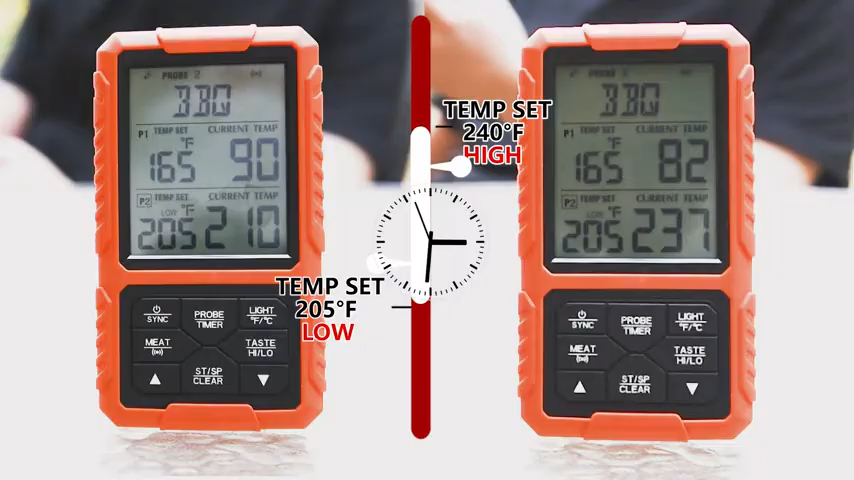 PROBE 2
330
P1 TEMP SET CURRENT TEMP
165 °F 90
P2 TEMP SET CURRENT TEMP
LOW °F
205 210
SYNC
PROBE
TIMER
LIGHT
°F/°C
MEAT
TASTE
HI/LO
ST/SP
CLEAR
TEMP SET
240°F
HIGH
TEMP SET
205°F
LOW
PROBE
330
P1 TEMP SET CURRENT TEMP
165 °F 82
P2 TEMP SET CURRENT TEMP
LOW °F
205 237
SYNC
PROBE
TIMER
LIGHT
°F/°C
MEAT
TASTE
HI/LO
ST/SP
CLEAR